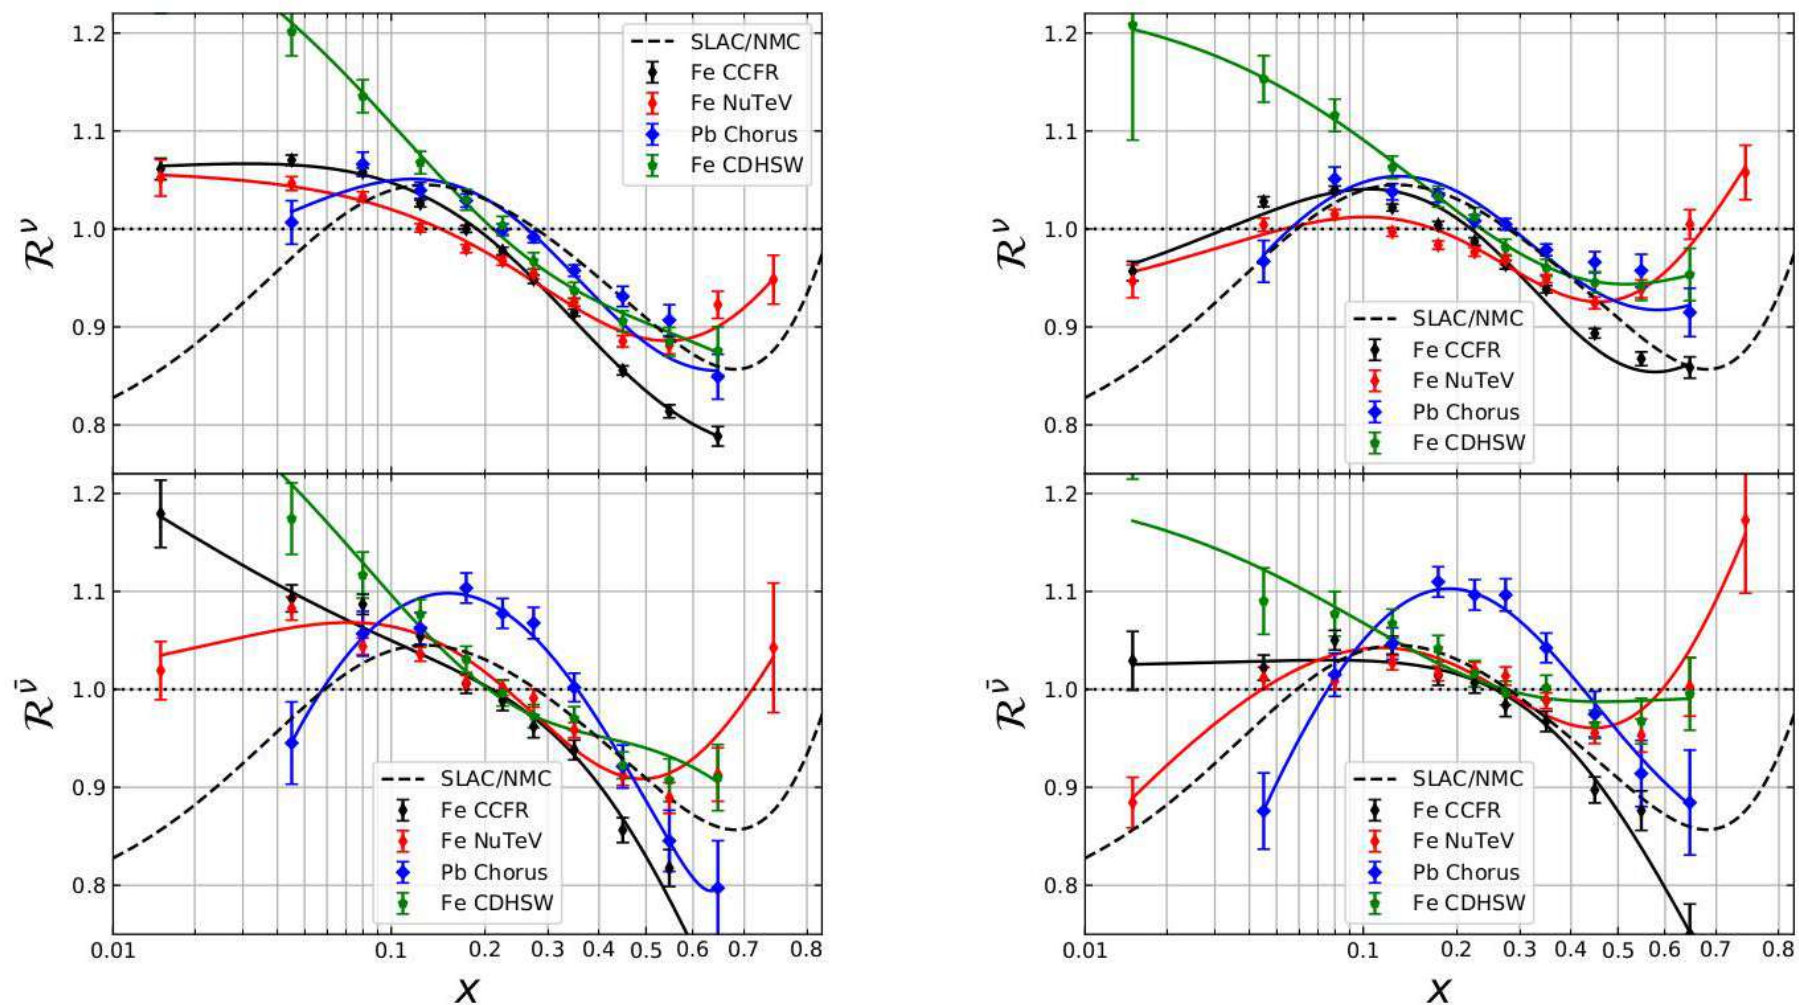 1.2
1.1
1.0
0.9
0.8
R^ν
SLAC/NMC
Fe CCFR
Fe NuTeV
Pb Chorus
Fe CDHSW
1.2
1.1
1.0
0.9
0.8
R^ν
SLAC/NMC
Fe CCFR
Fe NuTeV
Pb Chorus
Fe CDHSW
1.2
1.1
1.0
0.9
0.8
R^ν̄
SLAC/NMC
Fe CCFR
Fe NuTeV
Pb Chorus
Fe CDHSW
0.01 0.1 0.2 0.3 0.4 0.5 0.6 0.7 0.8
x
1.2
1.1
1.0
0.9
0.8
R^ν̄
SLAC/NMC
Fe CCFR
Fe NuTeV
Pb Chorus
Fe CDHSW
0.01 0.1 0.2 0.3 0.4 0.5 0.6 0.7 0.8
x